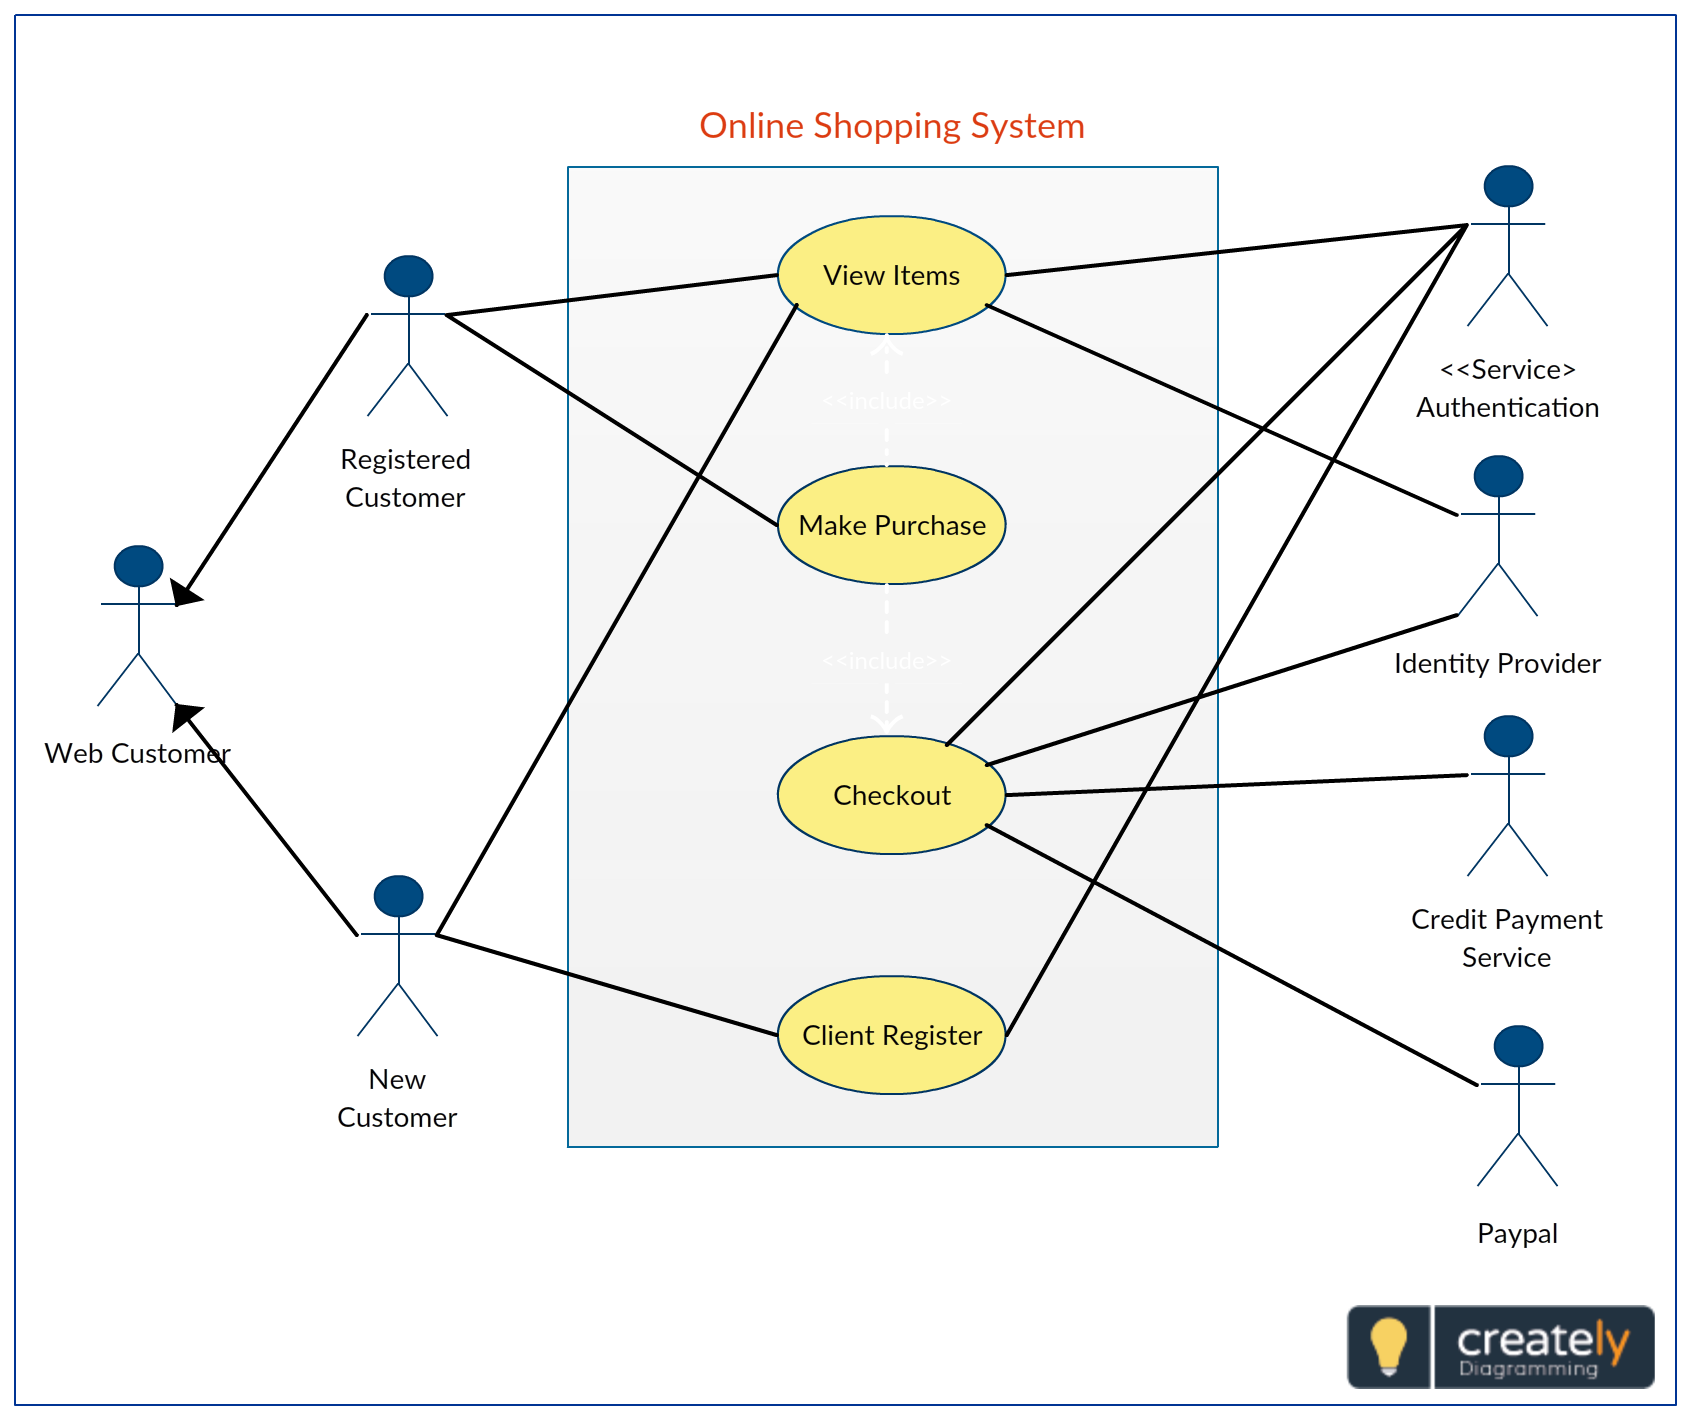 Online Shopping System
View Items
<<include>>
Make Purchase
<<include>>
Checkout
Client Register
Registered
Customer
Web Customer
New
Customer
<<Service>
Authentication
Identity Provider
Credit Payment
Service
Paypal
creately
Diagramming